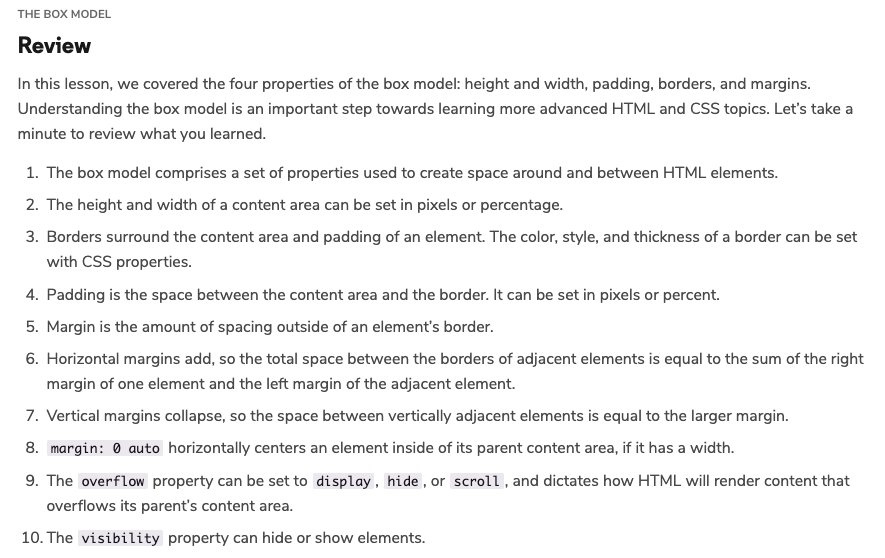 THE BOX MODEL
Review
In this lesson, we covered the four properties of the box model: height and width, padding, borders, and margins.
Understanding the box model is an important step towards learning more advanced HTML and CSS topics. Let’s take a
minute to review what you learned.
1. The box model comprises a set of properties used to create space around and between HTML elements.
2. The height and width of a content area can be set in pixels or percentage.
3. Borders surround the content area and padding of an element. The color, style, and thickness of a border can be set
with CSS properties.
4. Padding is the space between the content area and the border. It can be set in pixels or percent.
5. Margin is the amount of spacing outside of an element’s border.
6. Horizontal margins add, so the total space between the borders of adjacent elements is equal to the sum of the right
margin of one element and the left margin of the adjacent element.
7. Vertical margins collapse, so the space between vertically adjacent elements is equal to the larger margin.
8. margin: 0 auto horizontally centers an element inside of its parent content area, if it has a width.
9. The overflow property can be set to display, hide, or scroll, and dictates how HTML will render content that
overflows its parent’s content area.
10. The visibility property can hide or show elements.